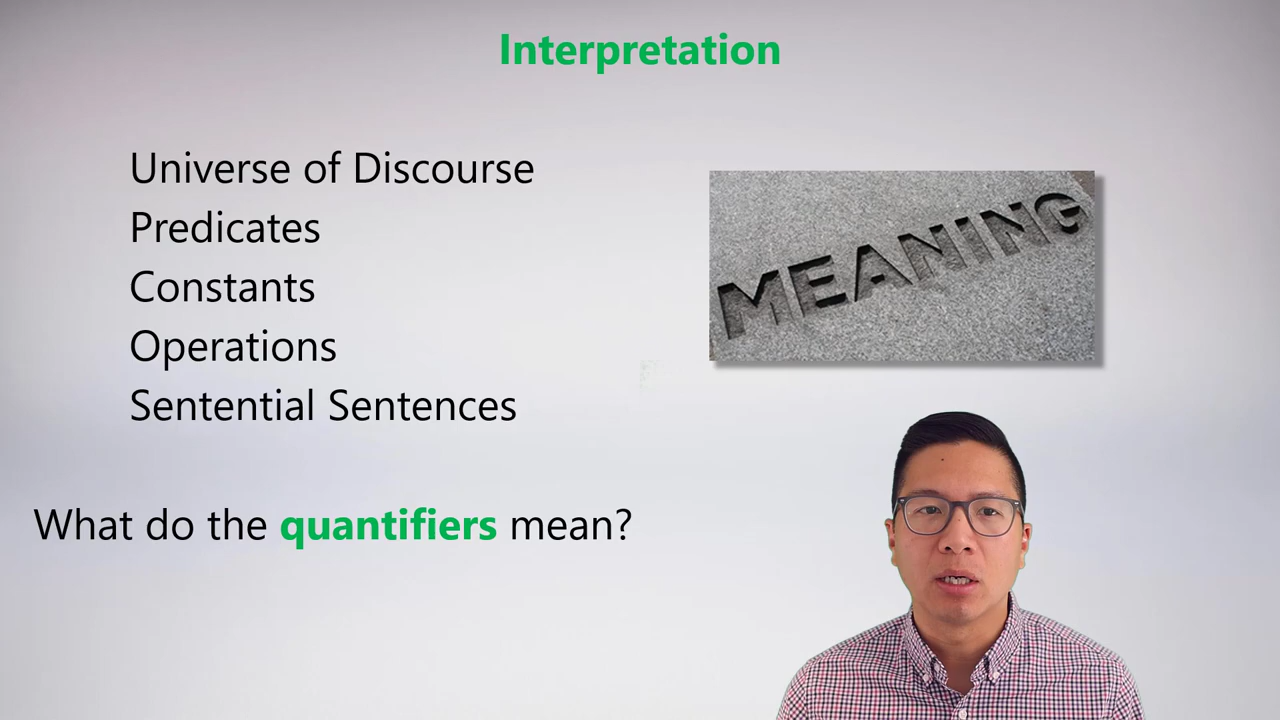 Interpretation
Universe of Discourse
Predicates
Constants
Operations
Sentential Sentences
What do the quantifiers mean?
MEANING